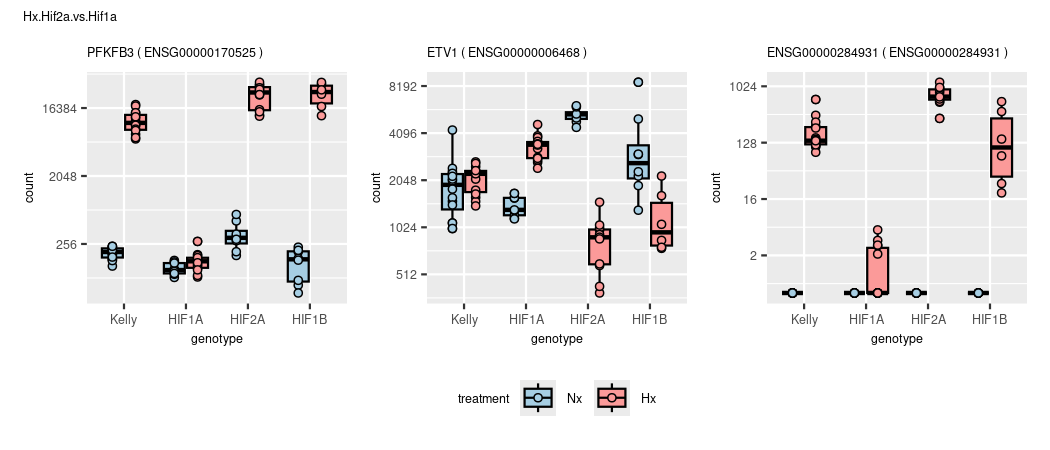 Hx.Hif2a.vs.Hif1a
PFKFB3 ( ENSG00000170525 )
ETV1 ( ENSG00000006468 )
ENSG00000284931 ( ENSG00000284931 )
count
16384
2048
256
Kelly HIF1A HIF2A HIF1B
genotype
count
8192
4096
2048
1024
512
Kelly HIF1A HIF2A HIF1B
genotype
count
1024
128
16
2
Kelly HIF1A HIF2A HIF1B
genotype
treatment Nx Hx